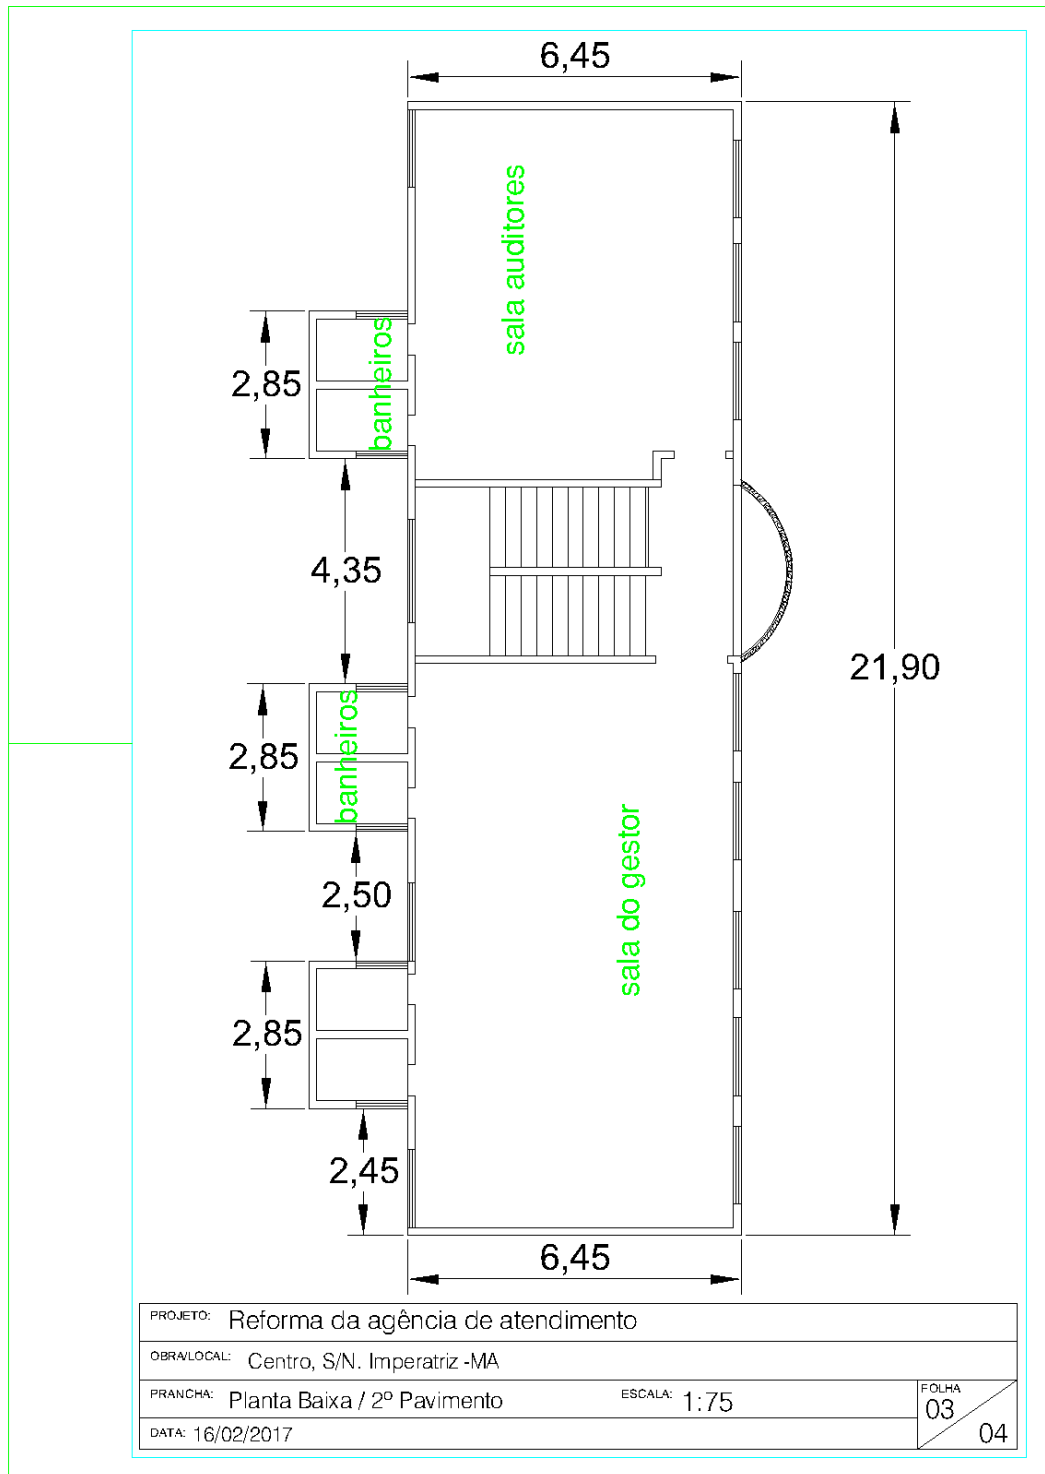 6,45
sala auditores
banheiros
2,85
4,35
21,90
banheiros
2,85
sala do gestor
2,50
2,85
2,45
6,45
PROJETO: Reforma da agência de atendimento
OBRA/LOCAL: Centro, S/N. Imperatriz -MA
PRANCHA: Planta Baixa / 2º Pavimento ESCALA: 1:75
FOLHA
03
04
DATA: 16/02/2017